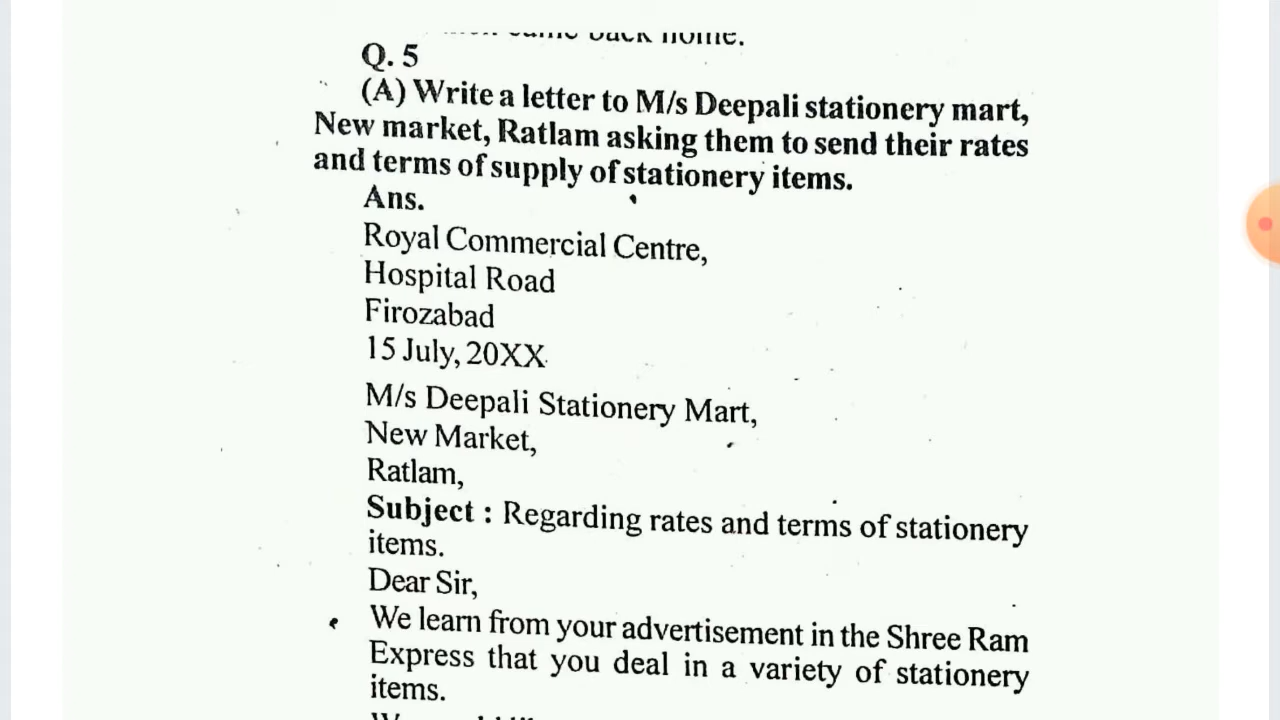 back home.
Q. 5
(A) Write a letter to M/s Deepali stationery mart,
New market, Ratlam asking them to send their rates
and terms of supply of stationery items.
Ans.
Royal Commercial Centre,
Hospital Road
Firozabad
15 July, 20XX
M/s Deepali Stationery Mart,
New Market,
Ratlam,
Subject : Regarding rates and terms of stationery
items.
Dear Sir,
We learn from your advertisement in the Shree Ram
Express that you deal in a variety of stationery
items.